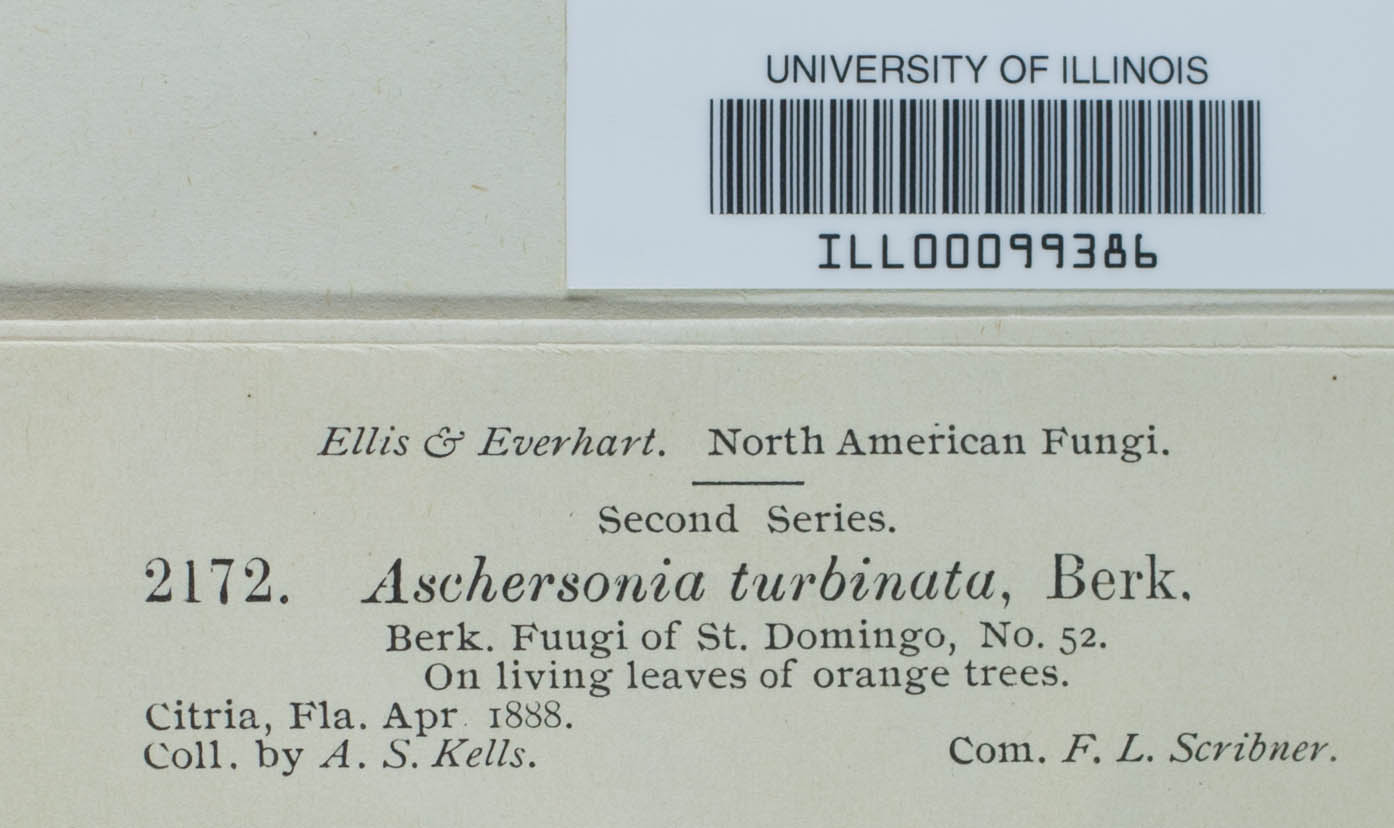 UNIVERSITY OF ILLINOIS
ILL00099386
Ellis & Everhart. North American Fungi.
Second Series.
2172. Aschersonia turbinata, Berk.
Berk. Fuugi of St. Domingo, No. 52.
On living leaves of orange trees.
Citria, Fla. Apr. 1888.
Coll. by A. S. Kells.
Com. F. L. Scribner.